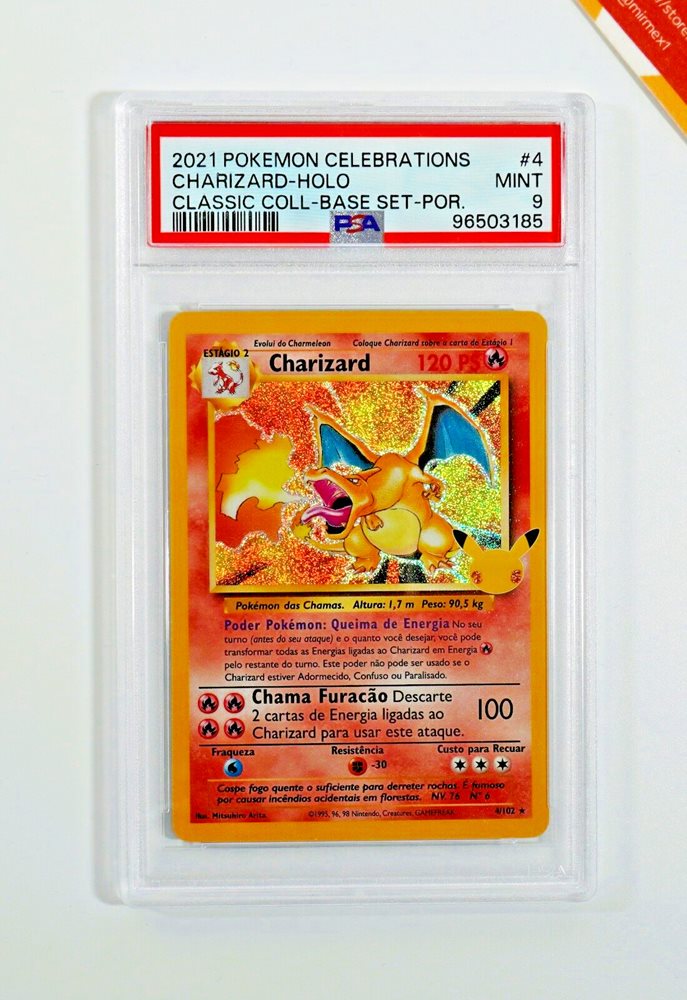 /store
@mirmex1
2021 POKEMON CELEBRATIONS #4
CHARIZARD-HOLO MINT
CLASSIC COLL-BASE SET-POR. 9
PSA 96503185
Evolui do Charmeleon Coloque Charizard sobre a carta de Estágio 1
ESTÁGIO 2
Charizard 120 PS
Pokémon das Chamas. Altura: 1,7 m Peso: 90,5 kg
Poder Pokémon: Queima de Energia No seu
turno (antes do seu ataque) e o quanto você desejar, você pode
transformar todas as Energias ligadas ao Charizard em Energia
pelo restante do turno. Este poder não pode ser usado se o
Charizard estiver Adormecido, Confuso ou Paralisado.
Chama Furacão Descarte
2 cartas de Energia ligadas ao 100
Charizard para usar este ataque.
Fraqueza Resistência Custo para Recuar
-30
Cospe fogo quente o suficiente para derreter rochas. É famoso
por causar incêndios acidentais em florestas. NV. 76 Nº 6
Ilus. Mitsuhiro Arita. ©1995, 96, 98 Nintendo, Creatures, GAMEFREAK. 4/102 ★